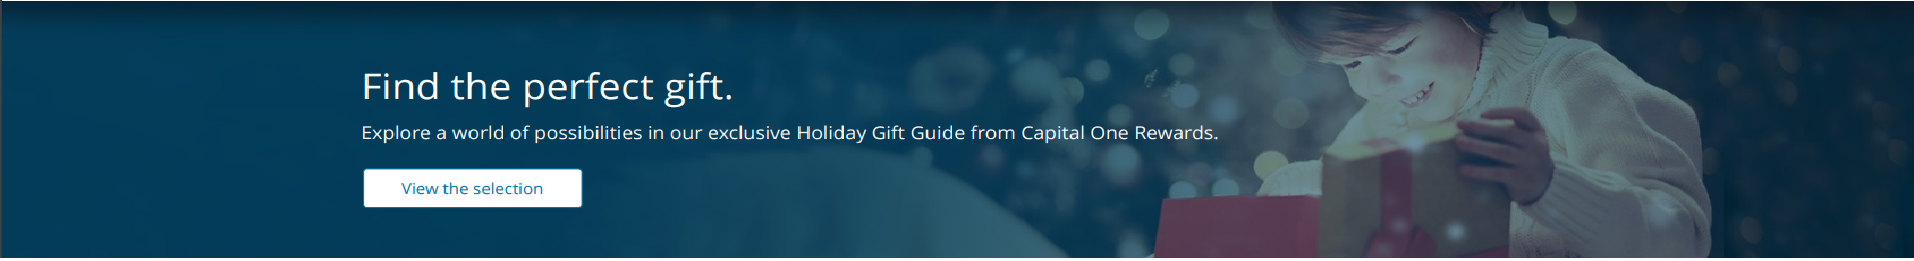 Find the perfect gift.
Explore a world of possibilities in our exclusive Holiday Gift Guide from Capital One Rewards.
View the selection